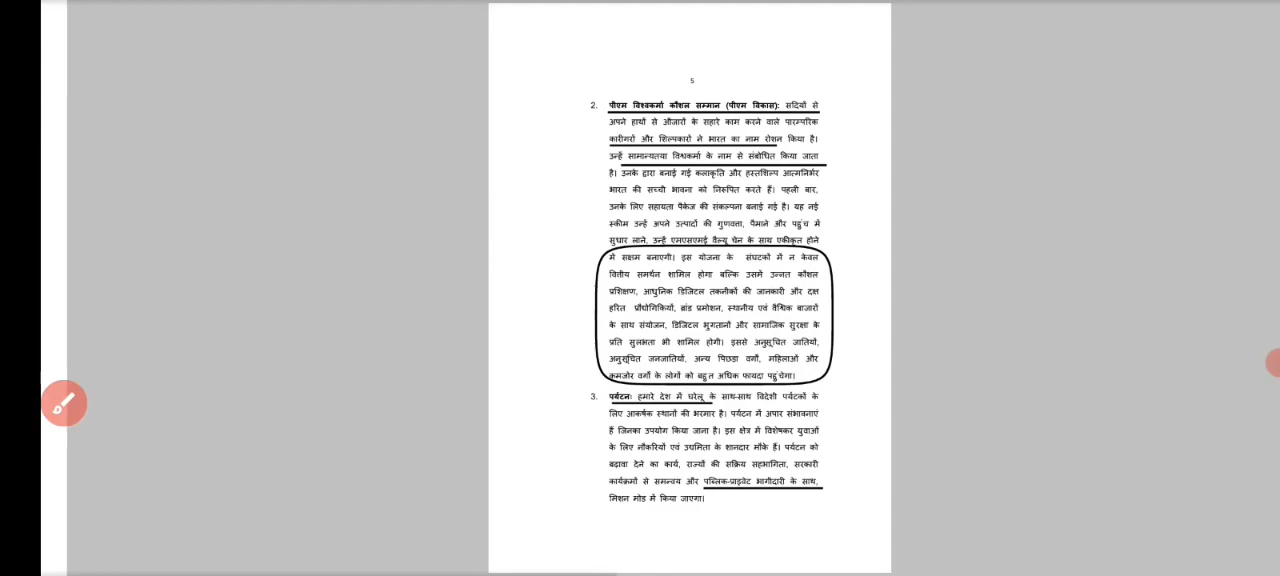 5
2. पीएम विश्वकर्मा कौशल सम्मान (पीएम विकास): सदियों से
अपने हाथों से औजारों के सहारे काम करने वाले पारम्परिक
कारीगरों और शिल्पकारों ने भारत का नाम रोशन किया है।
उन्हें सामान्यतया विश्वकर्मा के नाम से संबोधित किया जाता
है। उनके द्वारा बनाई गई कलाकृति और हस्तशिल्प आत्मनिर्भर
भारत की सच्ची भावना को निरूपित करते हैं। पहली बार,
उनके लिए सहायता पैकेज की संकल्पना बनाई गई है। यह नई
स्कीम उन्हें अपने उत्पादों की गुणवत्ता, पैमाने और पहुंच में
सुधार लाने, उन्हें एमएसएमई वैल्यू चेन के साथ एकीकृत होने
में सक्षम बनाएगी। इस योजना के संघटकों में न केवल
वित्तीय समर्थन शामिल होगा बल्कि उसमें उन्नत कौशल
प्रशिक्षण, आधुनिक डिजिटल तकनीकों की जानकारी और दक्ष
हरित प्रौद्योगिकियों, ब्रांड प्रमोशन, स्थानीय एवं वैश्विक बाजारों
के साथ संयोजन, डिजिटल भुगतानों और सामाजिक सुरक्षा के
प्रति सुलभता भी शामिल होगी। इससे अनुसूचित जातियों,
अनुसूचित जनजातियों, अन्य पिछड़ा वर्गों, महिलाओं और
कमजोर वर्गों के लोगों को बहुत अधिक फायदा पहुंचेगा।
3. पर्यटन: हमारे देश में घरेलू के साथ-साथ विदेशी पर्यटकों के
लिए आकर्षक स्थानों की भरमार है। पर्यटन में अपार संभावनाएं
हैं जिनका उपयोग किया जाना है। इस क्षेत्र में विशेषकर युवाओं
के लिए नौकरियों एवं उद्यमिता के शानदार मौके हैं। पर्यटन को
बढ़ावा देने का कार्य, राज्यों की सक्रिय सहभागिता, सरकारी
कार्यक्रमों से समन्वय और पब्लिक-प्राइवेट भागीदारी के साथ,
मिशन मोड में किया जाएगा।